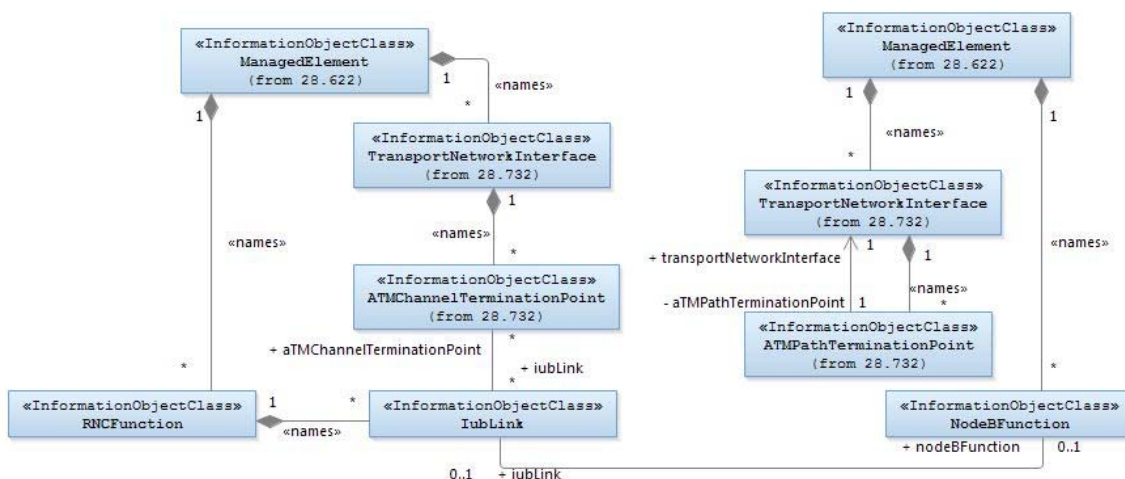 «InformationObjectClass»
ManagedElement
(from 28.622)
1
1
«names»
*
«InformationObjectClass»
TransportNetworkInterface
(from 28.732)
1
«names»
*
«names»
«InformationObjectClass»
ATMChannelTerminationPoint
(from 28.732)
*
+ aTMChannelTerminationPoint
+ iubLink
*
*
«InformationObjectClass»
RNCFunction
1
*
«names»
«InformationObjectClass»
IubLink
0..1
+ iubLink
«InformationObjectClass»
ManagedElement
(from 28.622)
1
1
«names»
*
«InformationObjectClass»
TransportNetworkInterface
(from 28.732)
«names»
1
1
+ transportNetworkInterface
«names»
- aTMPathTerminationPoint
1
*
«InformationObjectClass»
ATMPathTerminationPoint
(from 28.732)
*
«InformationObjectClass»
NodeBFunction
+ nodeBFunction
0..1